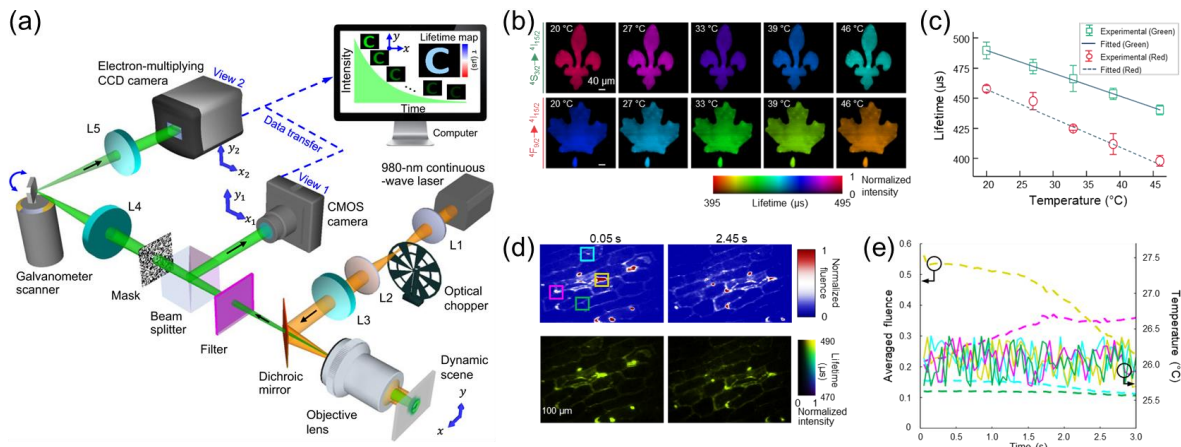 (a)
Electron-multiplying
CCD camera
View 2
L5
y₂
x₂
Data transfer
Intensity
Time
Lifetime map
y
x
C
τ (μs)
Computer
Galvanometer
scanner
L4
View 1
y₁
x₁
CMOS
camera
980-nm continuous
-wave laser
L1
L2
Optical
chopper
L3
Mask
Beam
splitter
Filter
Dichroic
mirror
Objective
lens
Dynamic
scene
y
x
(b)
⁴S₃/₂→⁴I₁₅/₂
20 °C
27 °C
33 °C
39 °C
46 °C
40 μm
⁴F₉/₂→⁴I₁₅/₂
20 °C
27 °C
33 °C
39 °C
46 °C
395
Lifetime (μs)
495
1
0
Normalized
intensity
(c)
Lifetime (μs)
500
475
450
425
400
20
25
30
35
40
45
Temperature (°C)
Experimental (Green)
Fitted (Green)
Experimental (Red)
Fitted (Red)
(d)
0.05 s
2.45 s
1
0
Normalized
fluence
100 μm
490
470
Lifetime
(μs)
0
1
Normalized
intensity
(e)
Averaged fluence
0.6
0.5
0.4
0.3
0.2
0.1
0
0
0.5
1.0
1.5
2.0
2.5
3.0
Time (s)
27.5
27.0
26.5
26.0
25.5
Temperature (°C)